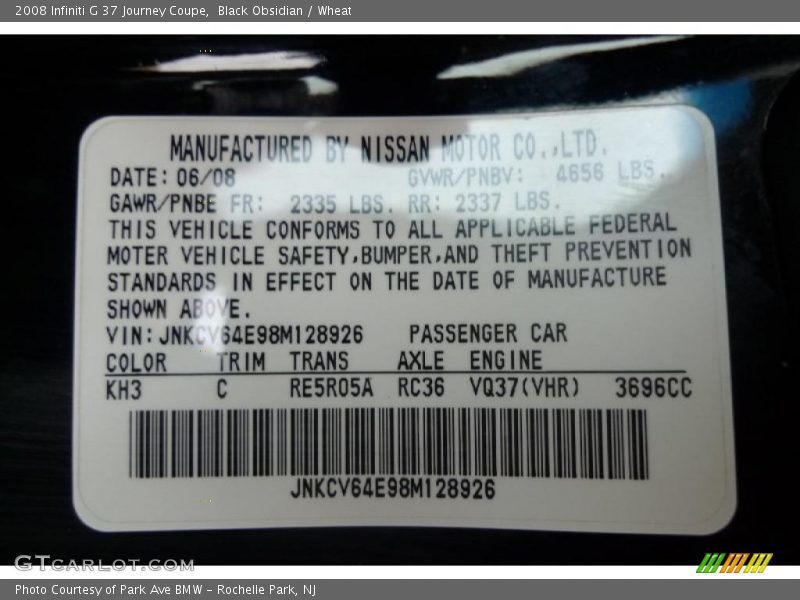 2008 Infiniti G 37 Journey Coupe,  Black Obsidian / Wheat
MANUFACTURED BY NISSAN MOTOR CO.,LTD.
DATE: 06/08 GVWR/PNBV: 4656 LBS.
GAWR/PNBE FR: 2335 LBS. RR: 2337 LBS.
THIS VEHICLE CONFORMS TO ALL APPLICABLE FEDERAL
MOTER VEHICLE SAFETY,BUMPER,AND THEFT PREVENTION
STANDARDS IN EFFECT ON THE DATE OF MANUFACTURE
SHOWN ABOVE.
VIN: JNKCV64E98M128926 PASSENGER CAR
COLOR TRIM TRANS AXLE ENGINE
KH3 C RE5R05A RC36 VQ37(VHR) 3696CC
JNKCV64E98M128926
GTCARLOT.COM
Photo Courtesy of Park Ave BMW - Rochelle Park, NJ